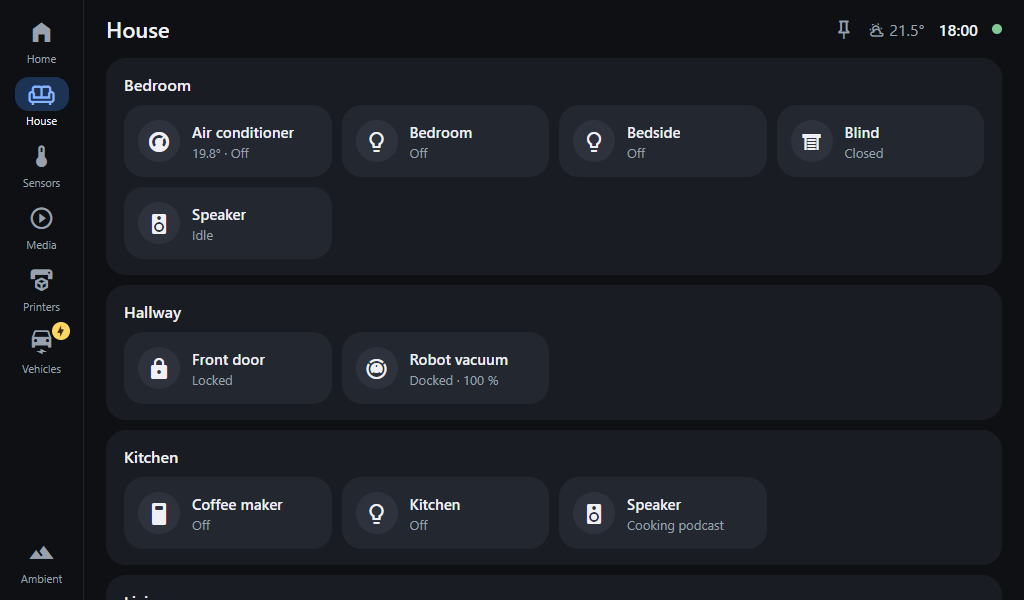 House
21.5°
18:00
Home
House
Sensors
Media
Printers
Vehicles
Ambient
Bedroom
Air conditioner
19.8° · Off
Bedroom
Off
Bedside
Off
Blind
Closed
Speaker
Idle
Hallway
Front door
Locked
Robot vacuum
Docked · 100 %
Kitchen
Coffee maker
Off
Kitchen
Off
Speaker
Cooking podcast